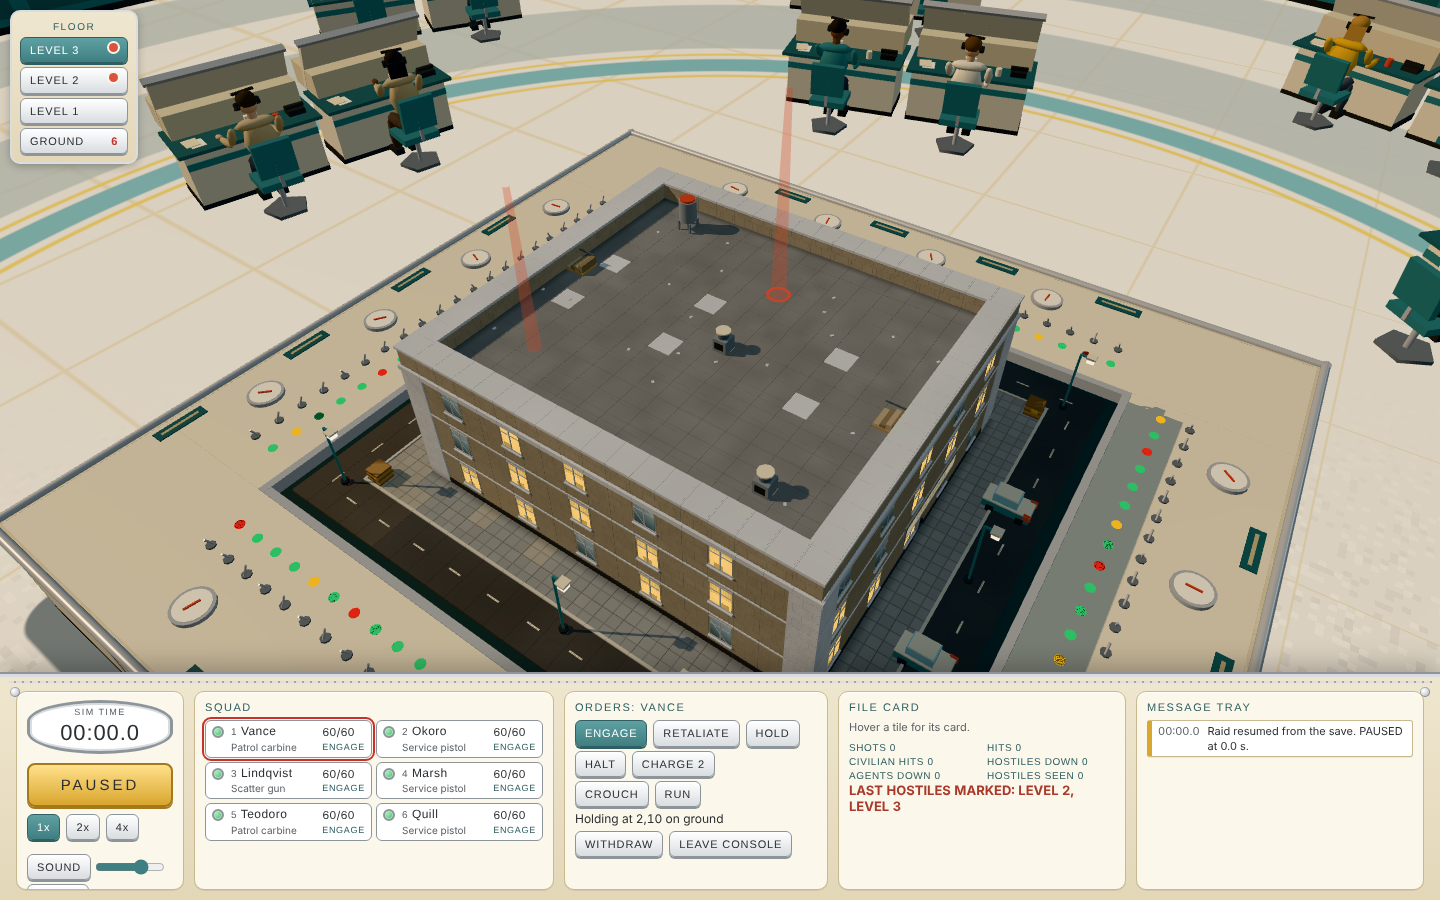 FLOOR
LEVEL 3
LEVEL 2
LEVEL 1
GROUND 6
SIM TIME
00:00.0
PAUSED
1x 2x 4x
SOUND
SQUAD
1 Vance 60/60
Patrol carbine ENGAGE
2 Okoro 60/60
Service pistol ENGAGE
3 Lindqvist 60/60
Scatter gun ENGAGE
4 Marsh 60/60
Service pistol ENGAGE
5 Teodoro 60/60
Patrol carbine ENGAGE
6 Quill 60/60
Service pistol ENGAGE
ORDERS: VANCE
ENGAGE RETALIATE HOLD
HALT CHARGE 2
CROUCH RUN
Holding at 2,10 on ground
WITHDRAW LEAVE CONSOLE
FILE CARD
Hover a tile for its card.
SHOTS 0 HITS 0
CIVILIAN HITS 0 HOSTILES DOWN 0
AGENTS DOWN 0 HOSTILES SEEN 0
LAST HOSTILES MARKED: LEVEL 2,
LEVEL 3
MESSAGE TRAY
00:00.0 Raid resumed from the save. PAUSED
at 0.0 s.